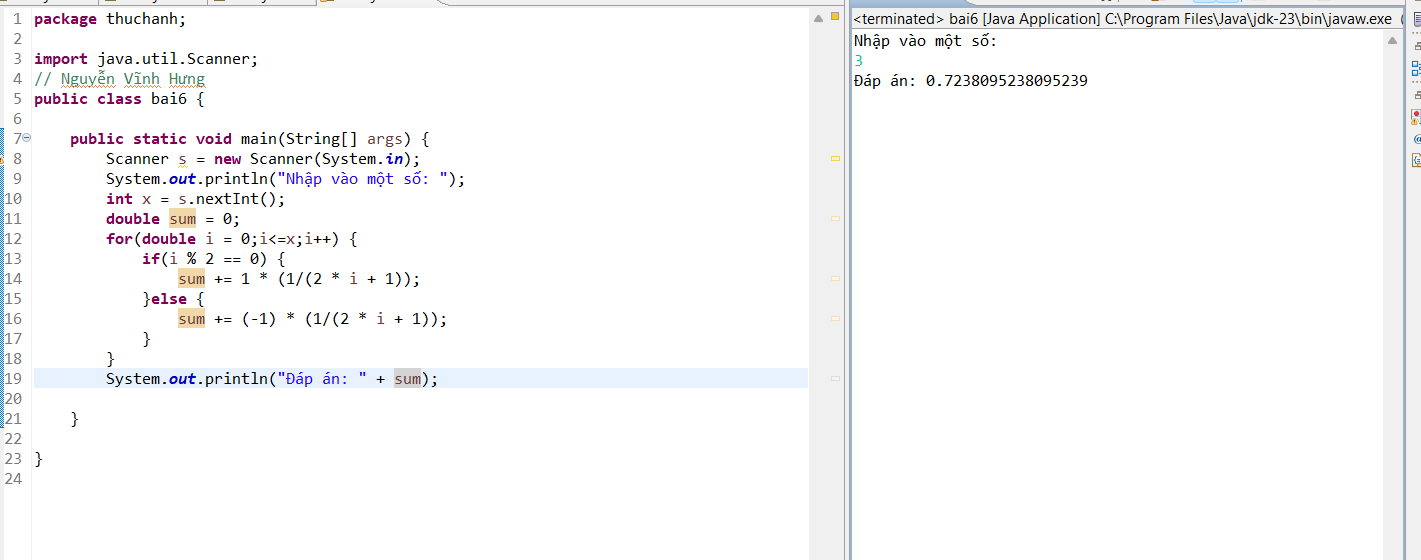 1 package thuchanh;
2
3 import java.util.Scanner;
4 // Nguyễn Vĩnh Hưng
5 public class bai6 {
6
7     public static void main(String[] args) {
8         Scanner s = new Scanner(System.in);
9         System.out.println("Nhập vào một số: ");
10         int x = s.nextInt();
11         double sum = 0;
12         for(double i = 0;i<=x;i++) {
13             if(i % 2 == 0) {
14                 sum += 1 * (1/(2 * i + 1));
15             }else {
16                 sum += (-1) * (1/(2 * i + 1));
17             }
18         }
19         System.out.println("Đáp án: " + sum);
20
21     }
22
23 }
24
<terminated> bai6 [Java Application] C:\Program Files\Java\jdk-23\bin\javaw.exe (
Nhập vào một số:
3
Đáp án: 0.7238095238095239